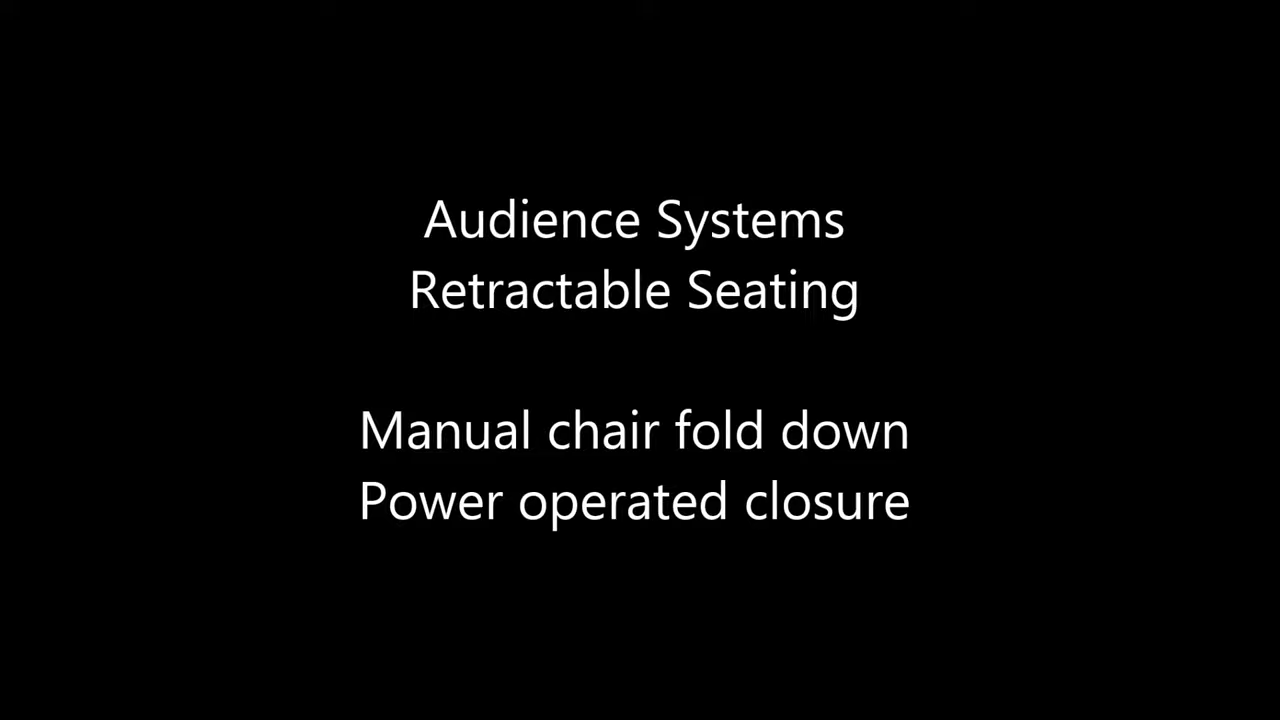 Audience Systems
Retractable Seating
Manual chair fold down
Power operated closure